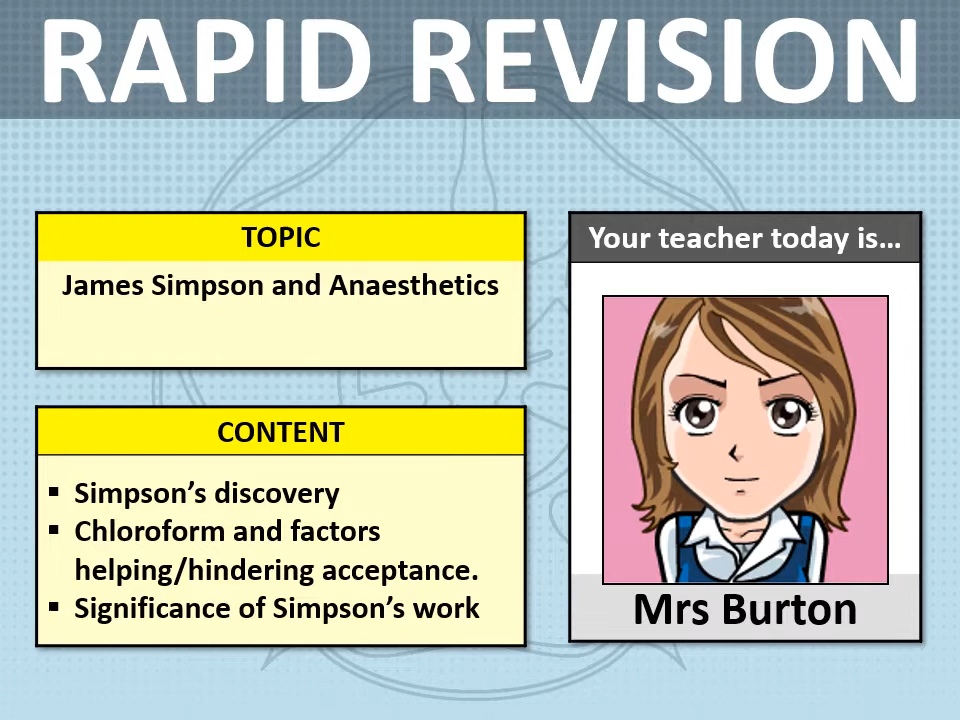 RAPID REVISION
TOPIC
James Simpson and Anaesthetics
CONTENT
▪ Simpson’s discovery
▪ Chloroform and factors
helping/hindering acceptance.
▪ Significance of Simpson’s work
Your teacher today is…
Mrs Burton